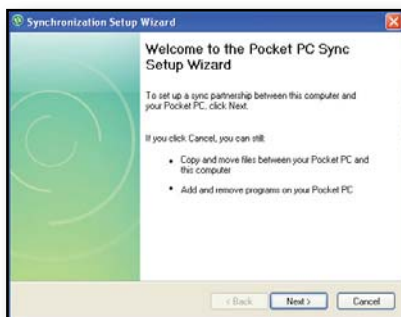 Synchronization Setup Wizard
Welcome to the Pocket PC Sync
Setup Wizard
To set up a sync partnership between this computer and
your Pocket PC, click Next.
If you click Cancel, you can still:
• Copy and move files between your Pocket PC and
this computer
• Add and remove programs on your Pocket PC
< Back
Next >
Cancel